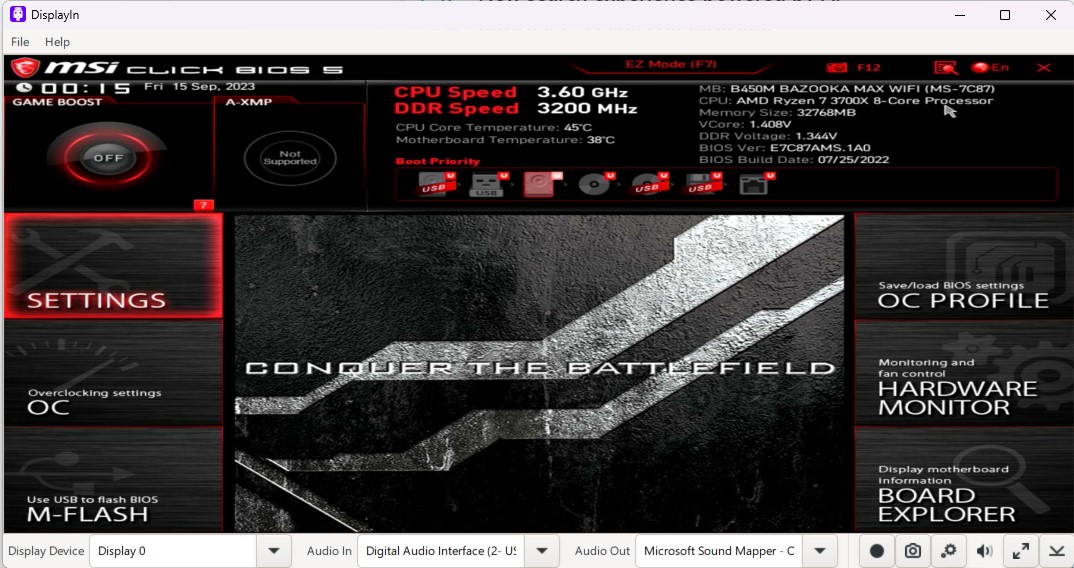 DisplayIn
File Help
msi CLICK BIOS 5
EZ Mode (F7)
F12
En
00:15 Fri 15 Sep, 2023
GAME BOOST
A-XMP
OFF
Not
Supported
?
CPU Speed 3.60 GHz
DDR Speed 3200 MHz
CPU Core Temperature: 45°C
Motherboard Temperature: 38°C
MB: B450M BAZOOKA MAX WIFI (MS-7C87)
CPU: AMD Ryzen 7 3700X 8-Core Processor
Memory Size: 32768MB
VCore: 1.408V
DDR Voltage: 1.344V
BIOS Ver: E7C87AMS.1A0
BIOS Build Date: 07/25/2022
Boot Priority
USB U USB U U USB U USB U U
SETTINGS
Overclocking settings
OC
Use USB to flash BIOS
M-FLASH
CONQUER THE BATTLEFIELD
Save/load BIOS settings
OC PROFILE
Monitoring and
fan control
HARDWARE
MONITOR
Display motherboard
information
BOARD
EXPLORER
Display Device Display 0 Audio In Digital Audio Interface (2- US Audio Out Microsoft Sound Mapper - O